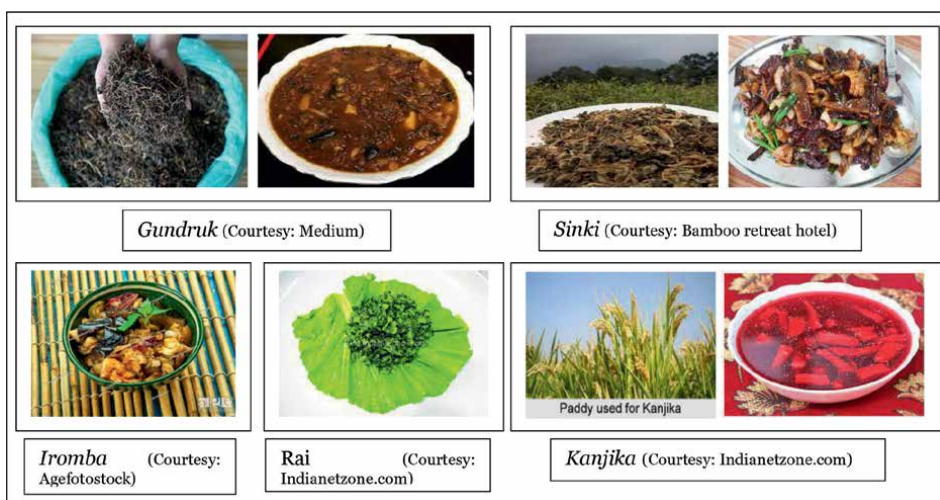 Gundruk (Courtesy: Medium)
Sinki (Courtesy: Bamboo retreat hotel)
Paddy used for Kanjika
Iromba (Courtesy:
Agefotostock)
Rai (Courtesy:
Indianetzone.com)
Kanjika (Courtesy: Indianetzone.com)